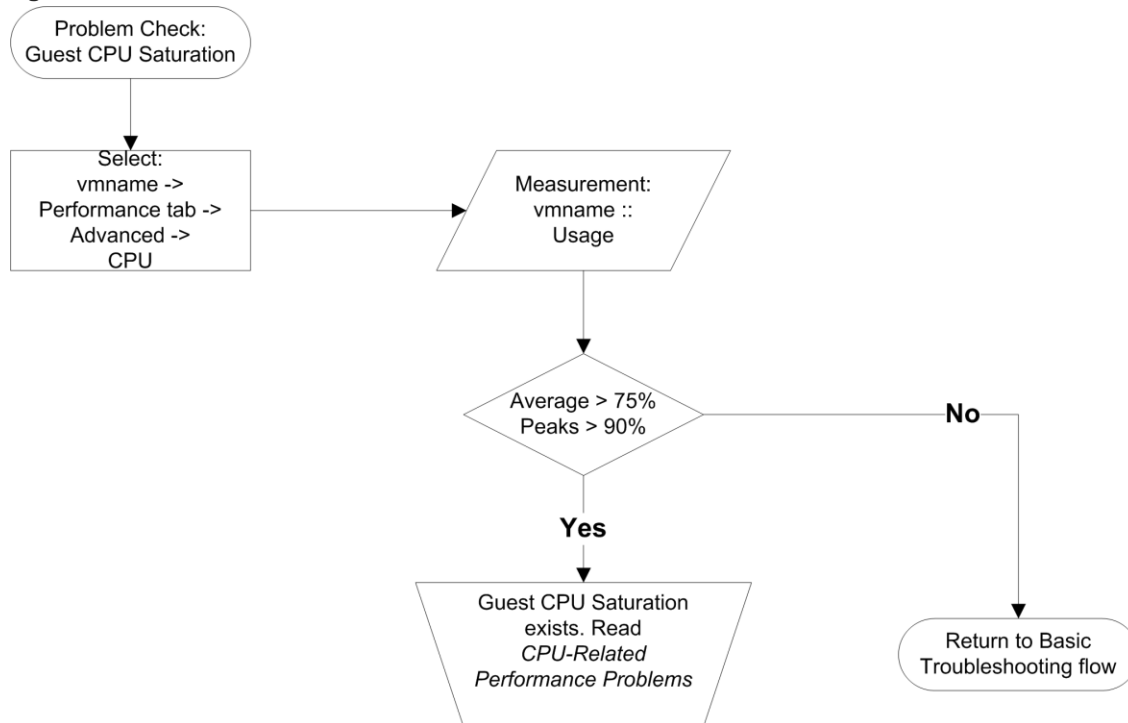 Problem Check:
Guest CPU Saturation
Select:
vmname ->
Performance tab ->
Advanced ->
CPU
Measurement:
vmname ::
Usage
Average > 75%
Peaks > 90%
No
Yes
Guest CPU Saturation
exists. Read
CPU-Related
Performance Problems
Return to Basic
Troubleshooting flow